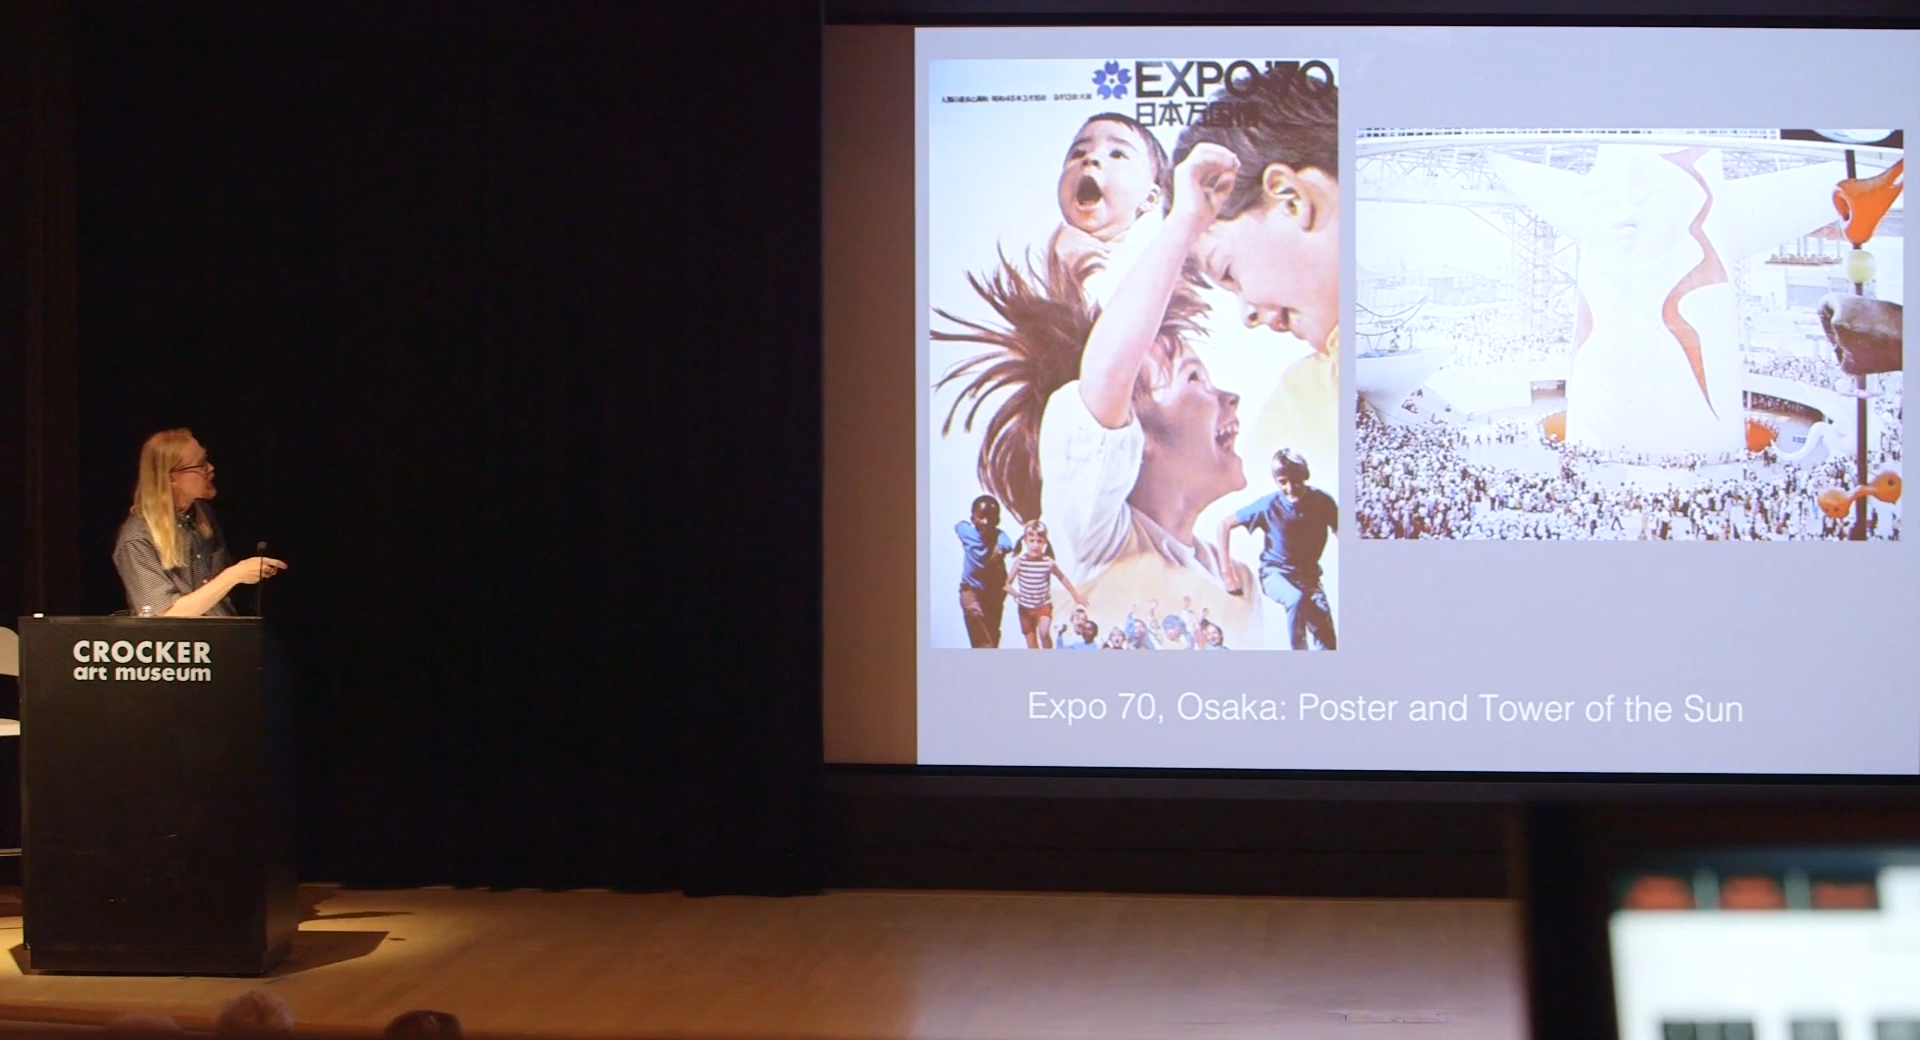 EXPO'70
日本万国博
CROCKER
art museum
Expo 70, Osaka: Poster and Tower of the Sun